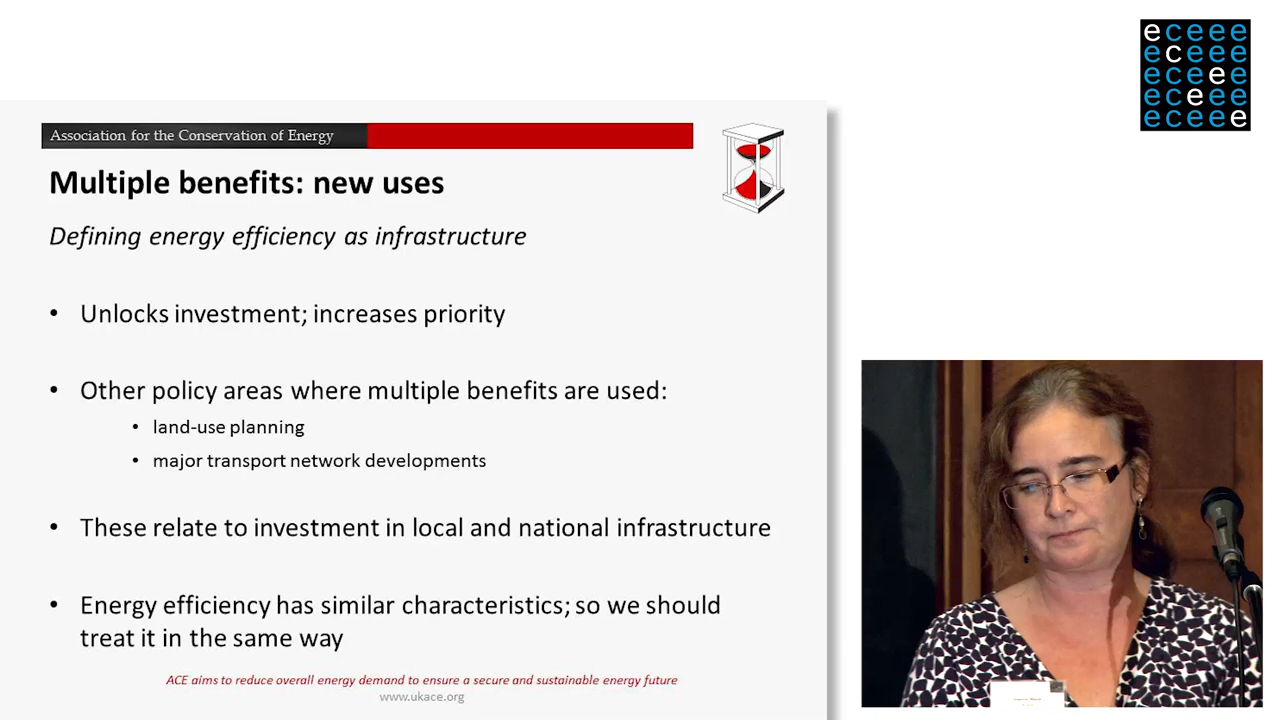 eceee
eceee
eceee
eceee
eceee
Association for the Conservation of Energy
Multiple benefits: new uses
Defining energy efficiency as infrastructure
• Unlocks investment; increases priority
• Other policy areas where multiple benefits are used:
• land-use planning
• major transport network developments
• These relate to investment in local and national infrastructure
• Energy efficiency has similar characteristics; so we should
treat it in the same way
ACE aims to reduce overall energy demand to ensure a secure and sustainable energy future
www.ukace.org